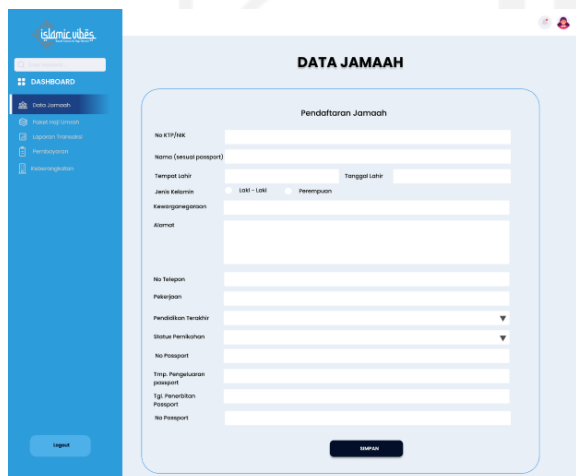 islamic.vibes.
DASHBOARD
Data Jamaah
Paket Haji Umroh
Laporan Transaksi
Pembayaran
Keberangkatan
Logout
DATA JAMAAH
Pendaftaran Jamaah
No KTP/NIK
Nama (sesuai passport)
Tempat Lahir
Tanggal Lahir
Jenis Kelamin
Laki - Laki
Perempuan
Kewarganegaraan
Alamat
No Telepon
Pekerjaan
Pendidikan Terakhir
Status Pernikahan
No Passport
Tmp. Pengeluaran
passport
Tgl. Penerbitan
Passport
No Passport
SIMPAN